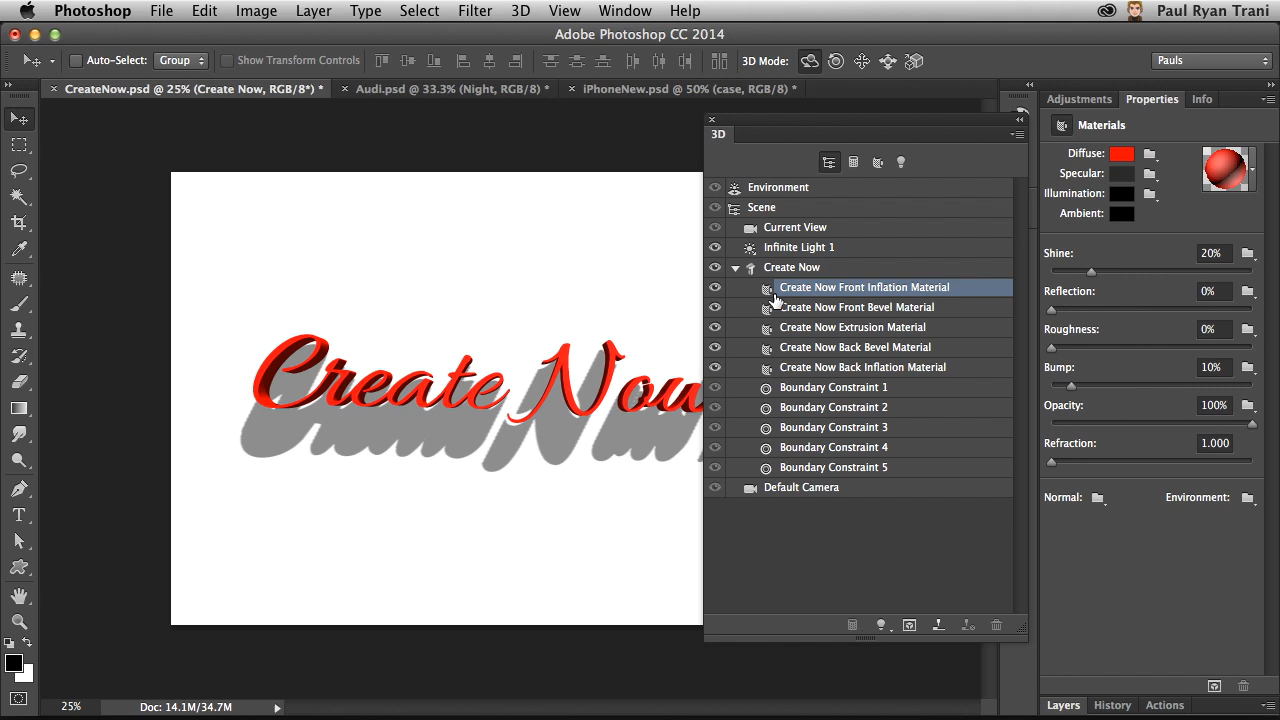 Photoshop File Edit Image Layer Type Select Filter 3D View Window Help Paul Ryan Trani
Adobe Photoshop CC 2014
Auto-Select: Group Show Transform Controls 3D Mode: Pauls
CreateNow.psd @ 25% (Create Now, RGB/8*) * Audi.psd @ 33.3% (Night, RGB/8) * iPhoneNew.psd @ 50% (case, RGB/8) *
3D
Environment
Scene
Current View
Infinite Light 1
Create Now
Create Now Front Inflation Material
Create Now Front Bevel Material
Create Now Extrusion Material
Create Now Back Bevel Material
Create Now Back Inflation Material
Boundary Constraint 1
Boundary Constraint 2
Boundary Constraint 3
Boundary Constraint 4
Boundary Constraint 5
Default Camera
Create Now
Adjustments Properties Info
Materials
Diffuse:
Specular:
Illumination:
Ambient:
Shine: 20%
Reflection: 0%
Roughness: 0%
Bump: 10%
Opacity: 100%
Refraction: 1.000
Normal: Environment:
Layers History Actions
25% Doc: 14.1M/34.7M